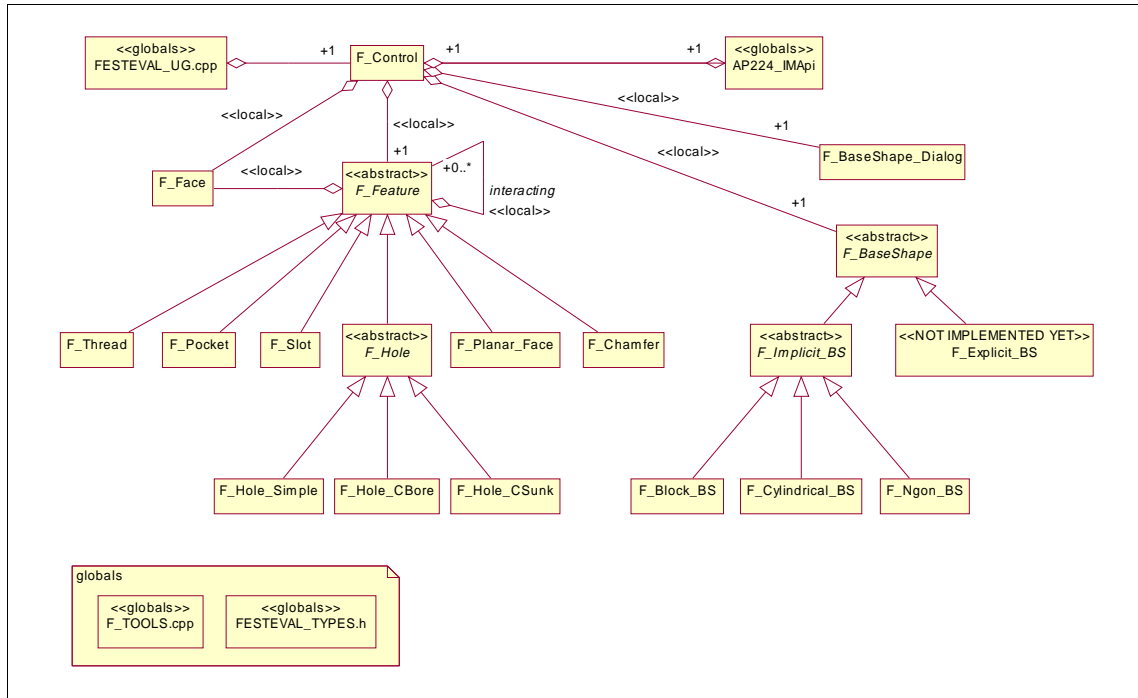 <<globals>>
FESTEVAL_UG.cpp
+1
F_Control
+1
+1
<<globals>>
AP224_IMApi
<<local>>
<<local>>
<<local>>
+1
<<local>>
F_BaseShape_Dialog
<<local>>
+1
<<abstract>>
F_Feature
+0..*
interacting
<<local>>
F_Face
+1
<<abstract>>
F_BaseShape
F_Thread
F_Pocket
F_Slot
<<abstract>>
F_Hole
F_Planar_Face
F_Chamfer
<<abstract>>
F_Implicit_BS
<<NOT IMPLEMENTED YET>>
F_Explicit_BS
F_Hole_Simple
F_Hole_CBore
F_Hole_CSunk
F_Block_BS
F_Cylindrical_BS
F_Ngon_BS
globals
<<globals>>
F_TOOLS.cpp
<<globals>>
FESTEVAL_TYPES.h